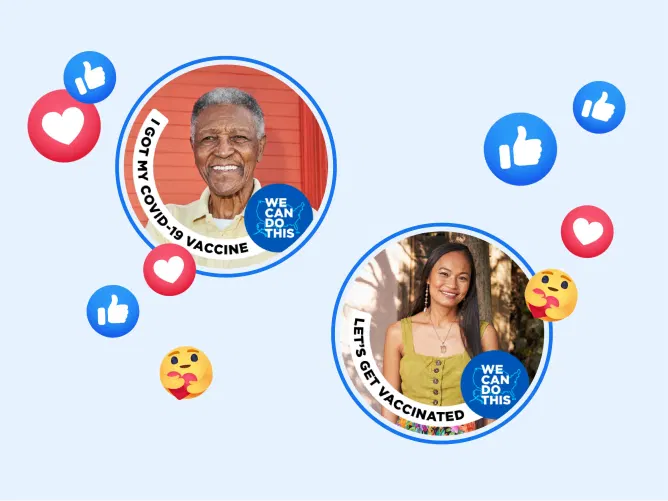 I GOT MY COVID-19 VACCINE
WE
CAN
DO
THIS
LET'S GET VACCINATED
WE
CAN
DO
THIS